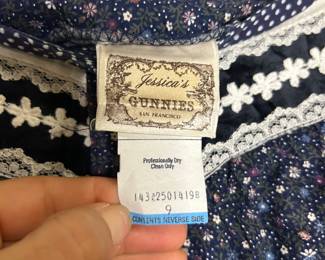 Jessica's
GUNNIES
SAN FRANCISCO
Professionally Dry
Clean Only
143225014198
9
CONTENTS REVERSE SIDE